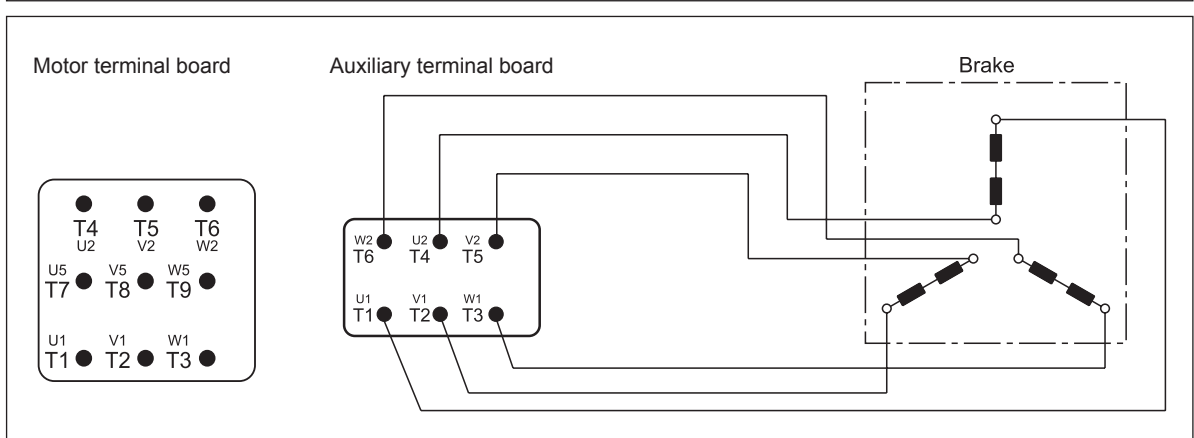 Motor terminal board
Auxiliary terminal board
Brake
T4 T5 T6
U2 V2 W2
U5 V5 W5
T7 T8 T9
U1 V1 W1
T1 T2 T3
W2 U2 V2
T6 T4 T5
U1 V1 W1
T1 T2 T3